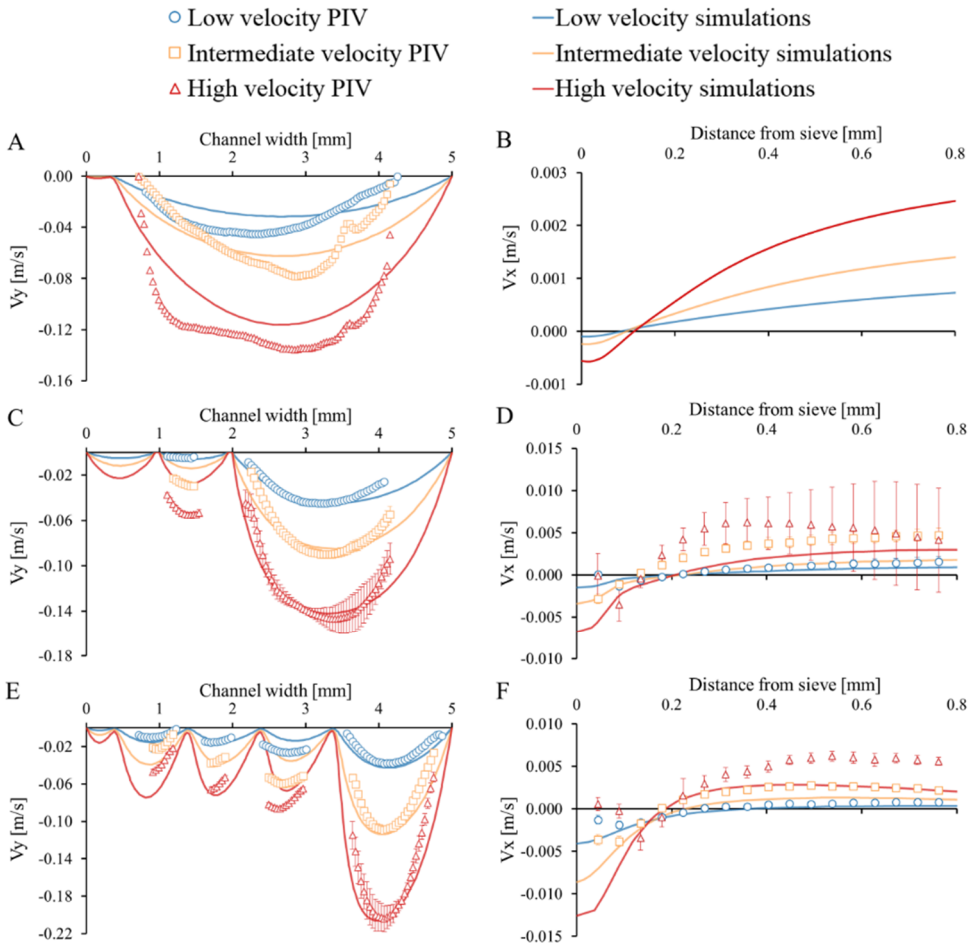 Low velocity PIV
Intermediate velocity PIV
High velocity PIV
Low velocity simulations
Intermediate velocity simulations
High velocity simulations
A
Channel width [mm]
0 1 2 3 4 5
0.00
-0.04
-0.08
-0.12
-0.16
Vy [m/s]
B
Distance from sieve [mm]
0 0.2 0.4 0.6 0.8
0.003
0.002
0.001
0.000
-0.001
Vx [m/s]
C
Channel width [mm]
0 1 2 3 4 5
-0.02
-0.06
-0.10
-0.14
-0.18
Vy [m/s]
D
Distance from sieve [mm]
0 0.2 0.4 0.6 0.8
0.015
0.010
0.005
0.000
-0.005
-0.010
Vx [m/s]
E
Channel width [mm]
0 1 2 3 4 5
-0.02
-0.06
-0.10
-0.14
-0.18
-0.22
Vy [m/s]
F
Distance from sieve [mm]
0 0.2 0.4 0.6 0.8
0.010
0.005
0.000
-0.005
-0.010
-0.015
Vx [m/s]